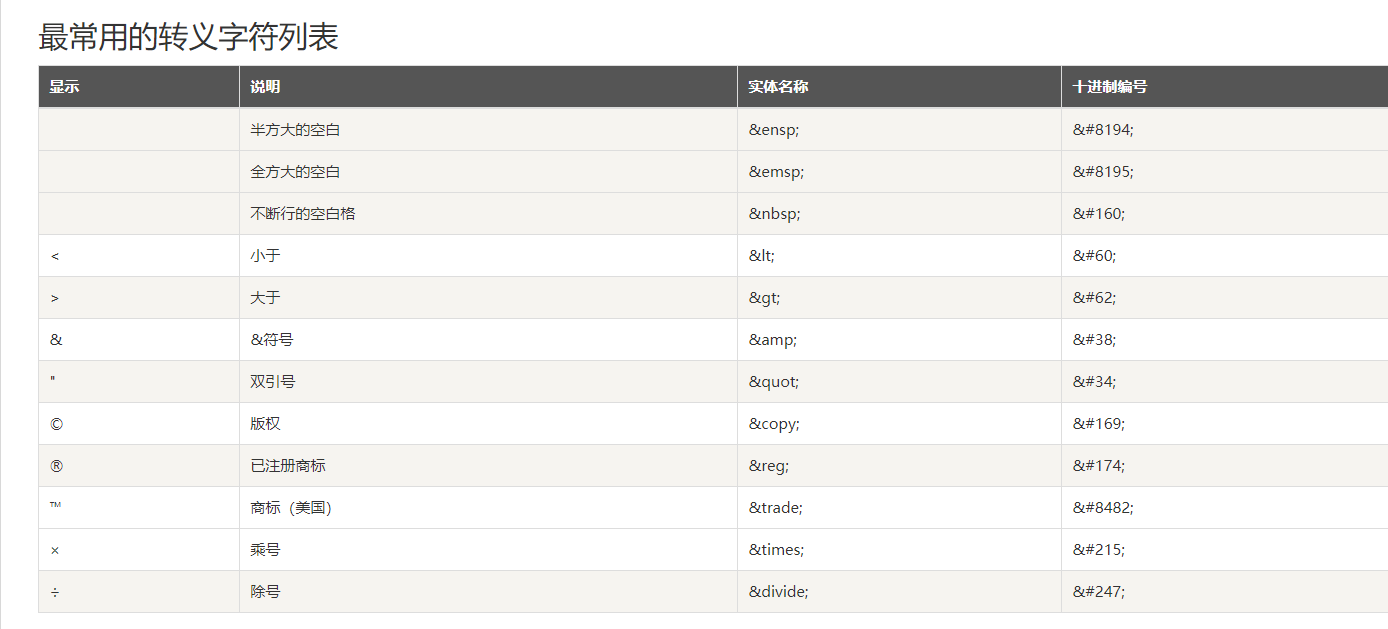 最常用的转义字符列表
显示 说明 实体名称 十进制编号
半方大的空白 &ensp; &#8194;
全方大的空白 &emsp; &#8195;
不断行的空白格 &nbsp; &#160;
< 小于 &lt; &#60;
> 大于 &gt; &#62;
& &符号 &amp; &#38;
" 双引号 &quot; &#34;
© 版权 &copy; &#169;
® 已注册商标 &reg; &#174;
™ 商标（美国） &trade; &#8482;
× 乘号 &times; &#215;
÷ 除号 &divide; &#247;